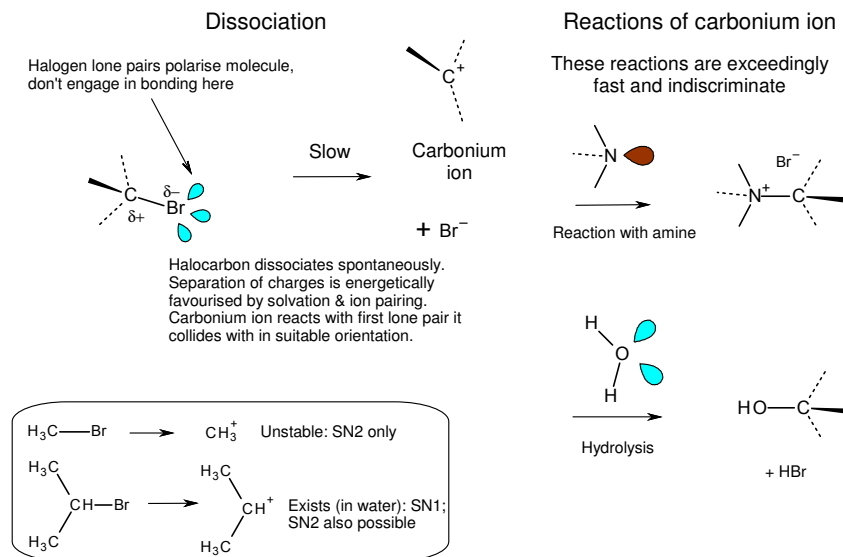 Dissociation
Reactions of carbonium ion
Halogen lone pairs polarise molecule,
don't engage in bonding here
These reactions are exceedingly
fast and indiscriminate
C+
Slow
Carbonium
ion
+ Br−
C
δ+
δ−
Br
N
Br−
N+
C
Reaction with amine
Halocarbon dissociates spontaneously.
Separation of charges is energetically
favourised by solvation & ion pairing.
Carbonium ion reacts with first lone pair it
collides with in suitable orientation.
H
O
H
HO
C
Hydrolysis
+ HBr
H3C
Br
CH3+
Unstable: SN2 only
H3C
CH
Br
H3C
H3C
CH+
H3C
Exists (in water): SN1;
SN2 also possible